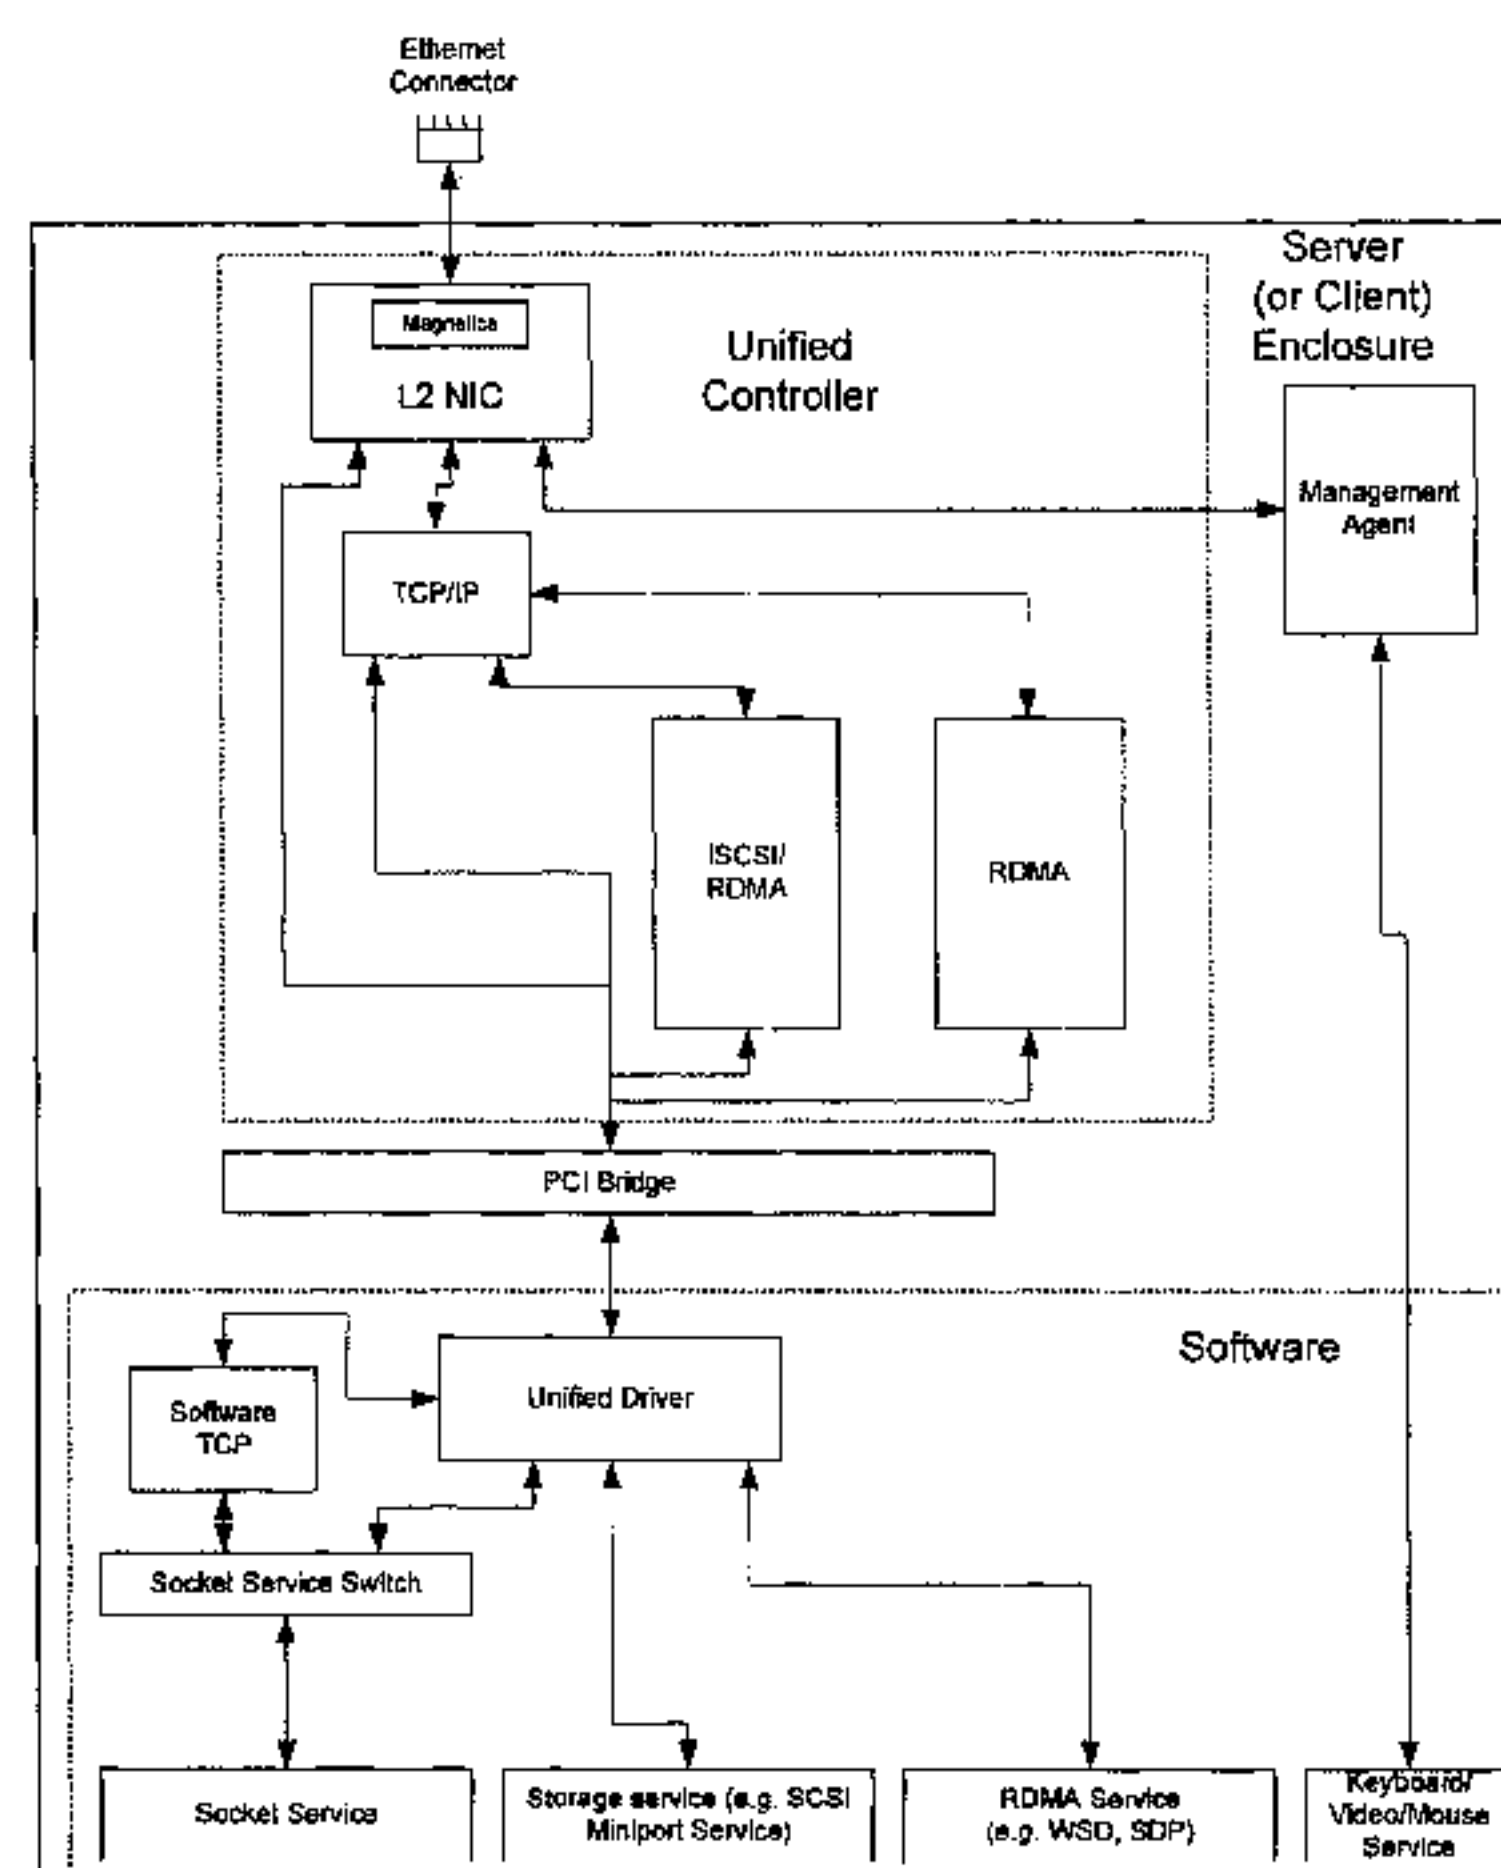 Ethernet
Connector
Server
(or Client)
Enclosure
Unified
Controller
Magnetics
L2 NIC
Management
Agent
TCP/IP
iSCSI/
RDMA
RDMA
PCI Bridge
Software
Unified Driver
Software
TCP
Socket Service Switch
Socket Service
Storage service (e.g. SCSI
Miniport Service)
RDMA Service
(e.g. WSD, SDP)
Keyboard/
Video/Mouse
Service